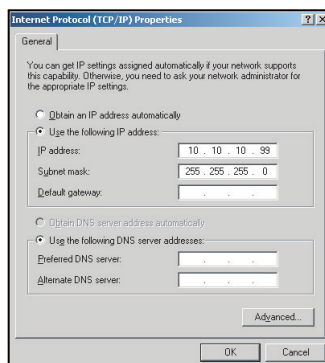 Internet Protocol (TCP/IP) Properties
General
You can get IP settings assigned automatically if your network supports
this capability. Otherwise, you need to ask your network administrator for
the appropriate IP settings.
Obtain an IP address automatically
Use the following IP address:
IP address: 10 . 10 . 10 . 99
Subnet mask: 255 . 255 . 255 . 0
Default gateway: . . .
Obtain DNS server address automatically
Use the following DNS server addresses:
Preferred DNS server: . . .
Alternate DNS server: . . .
Advanced...
OK Cancel